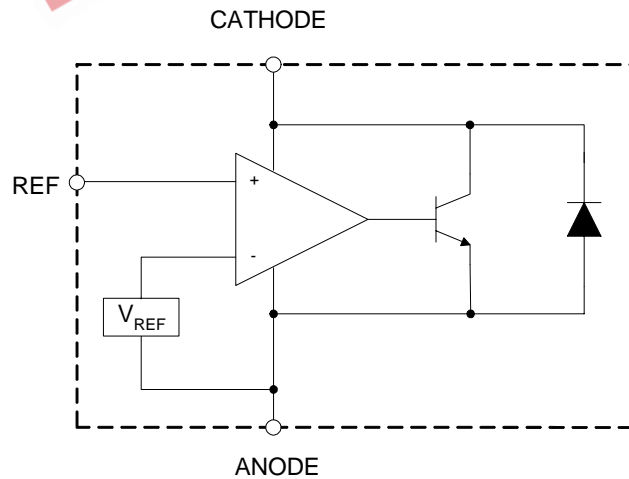 CATHODE
REF
+
-
VREF
ANODE